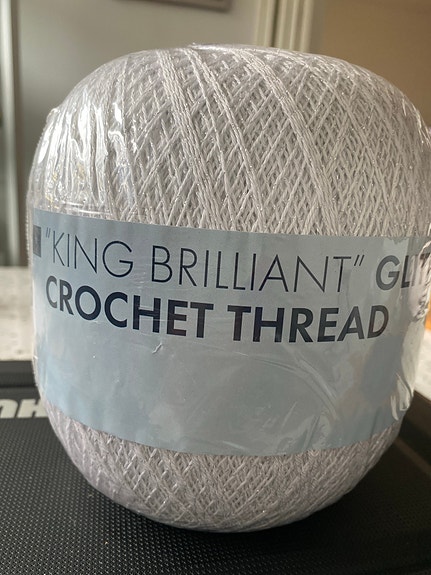 "KING BRILLIANT"
CROCHET THREAD